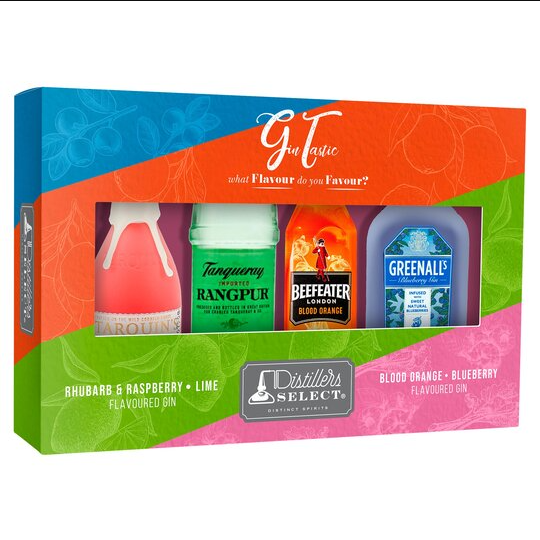 Gin Tastic
what Flavour do you Favour?
TARQUIN'S
Tanqueray
IMPORTED
RANGPUR
BEEFEATER
LONDON
BLOOD ORANGE
GREENALL'S
Blueberry Gin
INFUSED
WITH
SWEET
NATURAL
BLUEBERRIES
RHUBARB & RASPBERRY • LIME
FLAVOURED GIN
Distillers
SELECT®
DISTINCT SPIRITS
BLOOD ORANGE • BLUEBERRY
FLAVOURED GIN